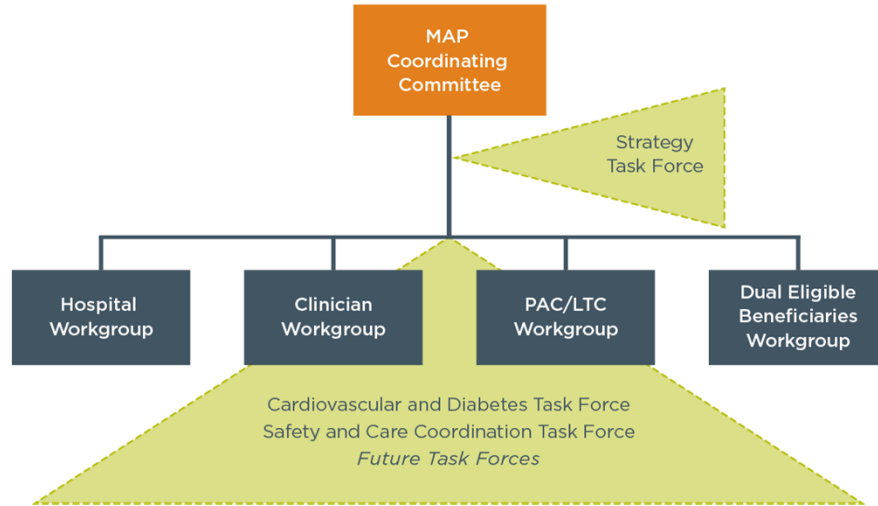 MAP
Coordinating
Committee
Strategy
Task Force
Hospital
Workgroup
Clinician
Workgroup
PAC/LTC
Workgroup
Dual Eligible
Beneficiaries
Workgroup
Cardiovascular and Diabetes Task Force
Safety and Care Coordination Task Force
Future Task Forces